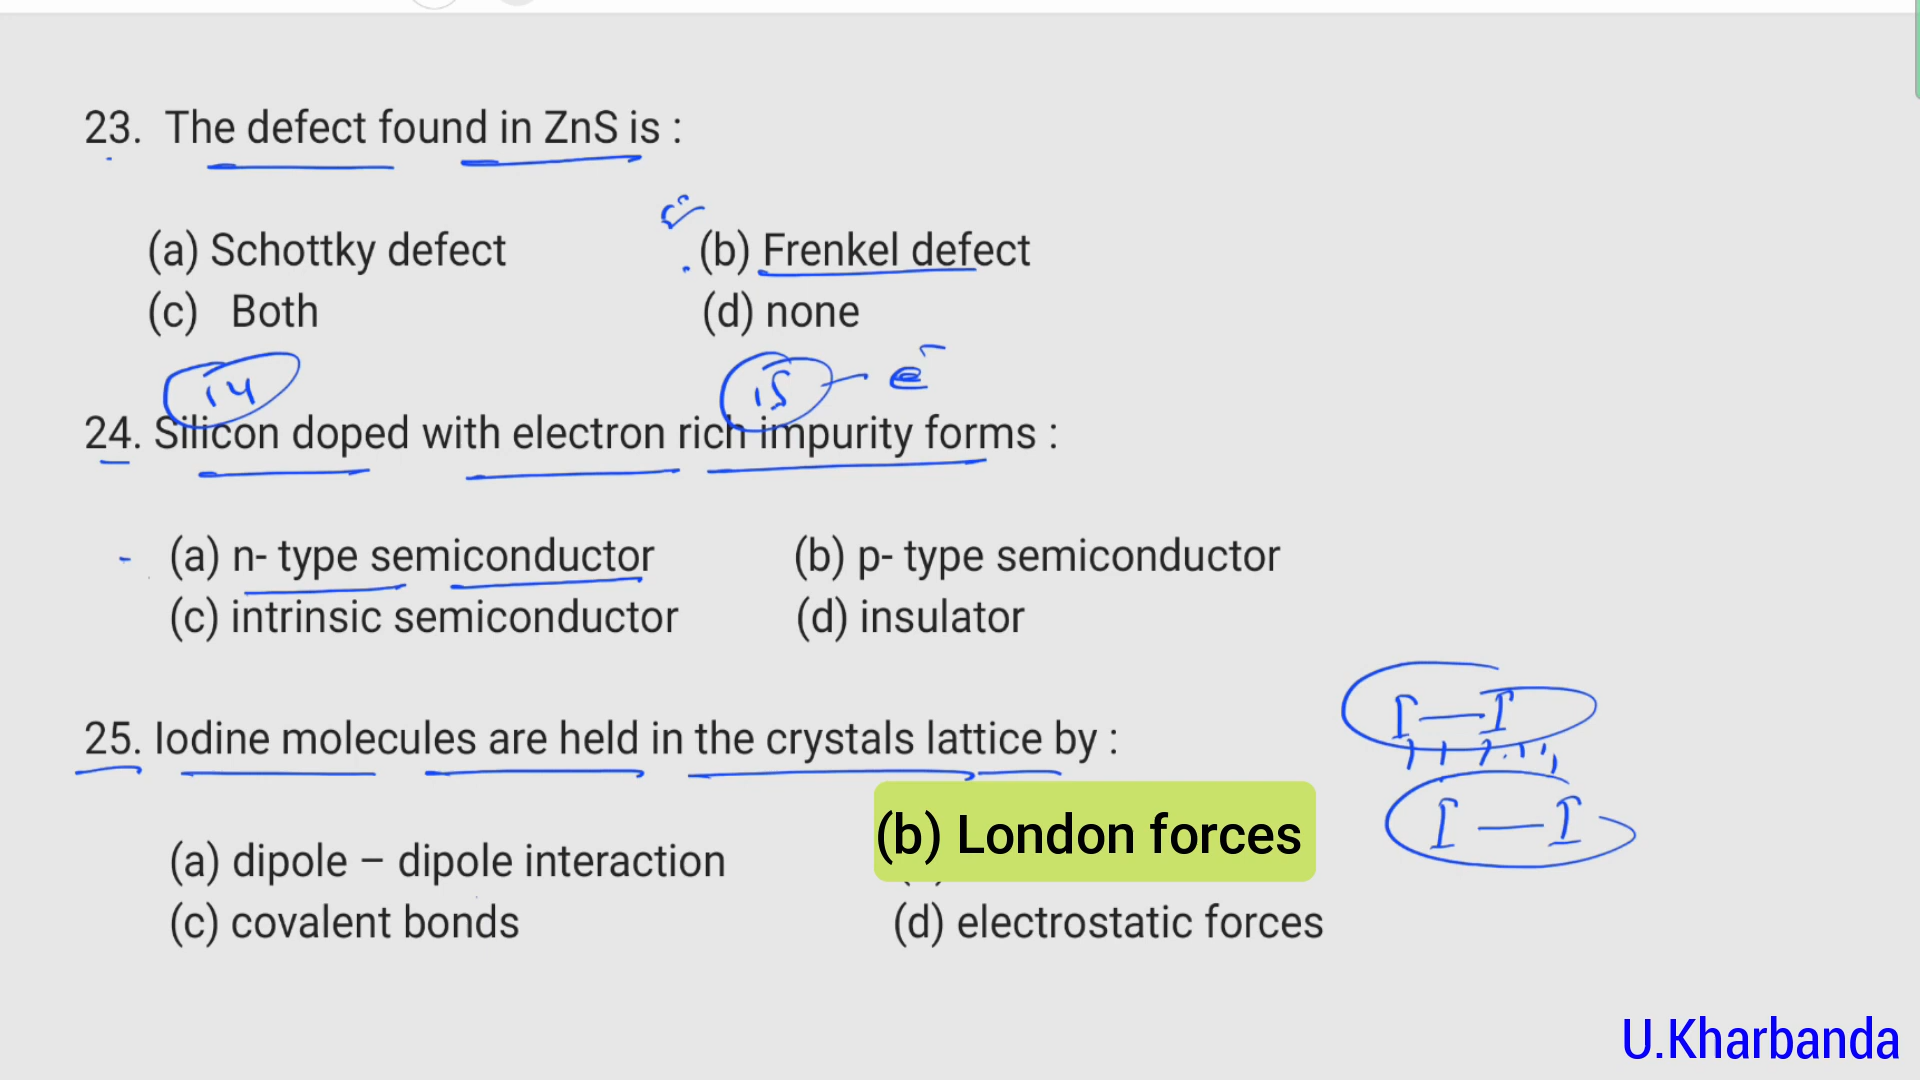 23. The defect found in ZnS is :
(a) Schottky defect (b) Frenkel defect
(c) Both (d) none
14 15 — e⁻
24. Silicon doped with electron rich impurity forms :
(a) n- type semiconductor (b) p- type semiconductor
(c) intrinsic semiconductor (d) insulator
I—I
25. Iodine molecules are held in the crystals lattice by :
I—I
(b) London forces
(a) dipole – dipole interaction
(c) covalent bonds (d) electrostatic forces
U.Kharbanda